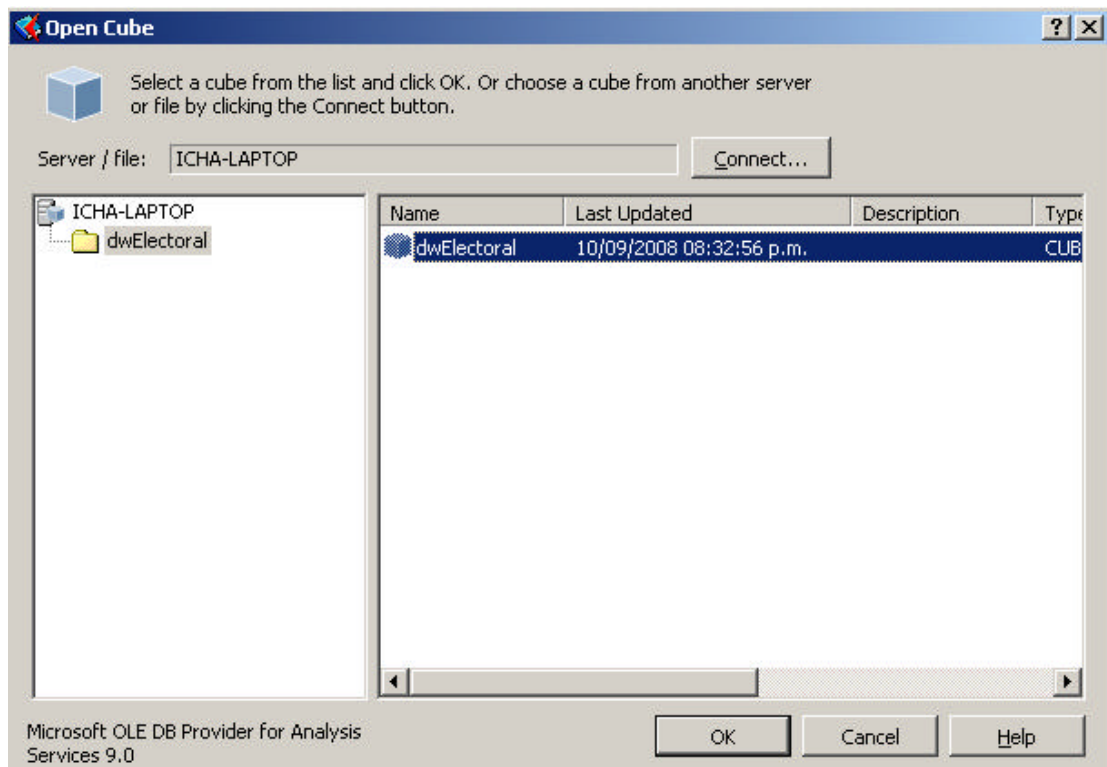 Open Cube
Select a cube from the list and click OK. Or choose a cube from another server
or file by clicking the Connect button.
Server / file: ICHA-LAPTOP Connect...
ICHA-LAPTOP
dwElectoral
Name Last Updated Description Type
dwElectoral 10/09/2008 08:32:56 p.m. CUB
Microsoft OLE DB Provider for Analysis
Services 9.0
OK Cancel Help